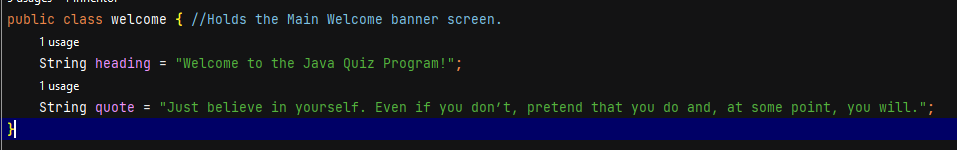 public class welcome { //Holds the Main Welcome banner screen.
1 usage
String heading = "Welcome to the Java Quiz Program!";
1 usage
String quote = "Just believe in yourself. Even if you don’t, pretend that you do and, at some point, you will.";
}